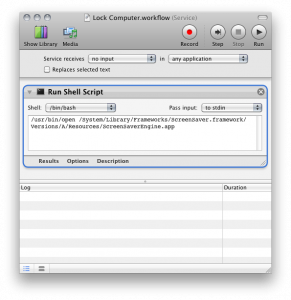 Lock Computer.workflow (Service)
Show Library Media Record Step Stop Run
Service receives no input in any application
Replaces selected text
Run Shell Script
Shell: /bin/bash Pass input: to stdin
/usr/bin/open /System/Library/Frameworks/ScreenSaver.framework/
Versions/A/Resources/ScreenSaverEngine.app
Results Options Description
Log Duration